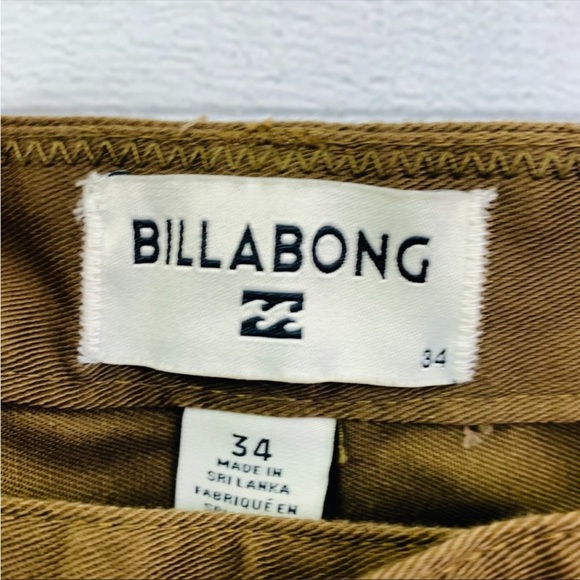 BILLABONG
34
34
MADE IN
SRI LANKA
FABRIQUÉ EN